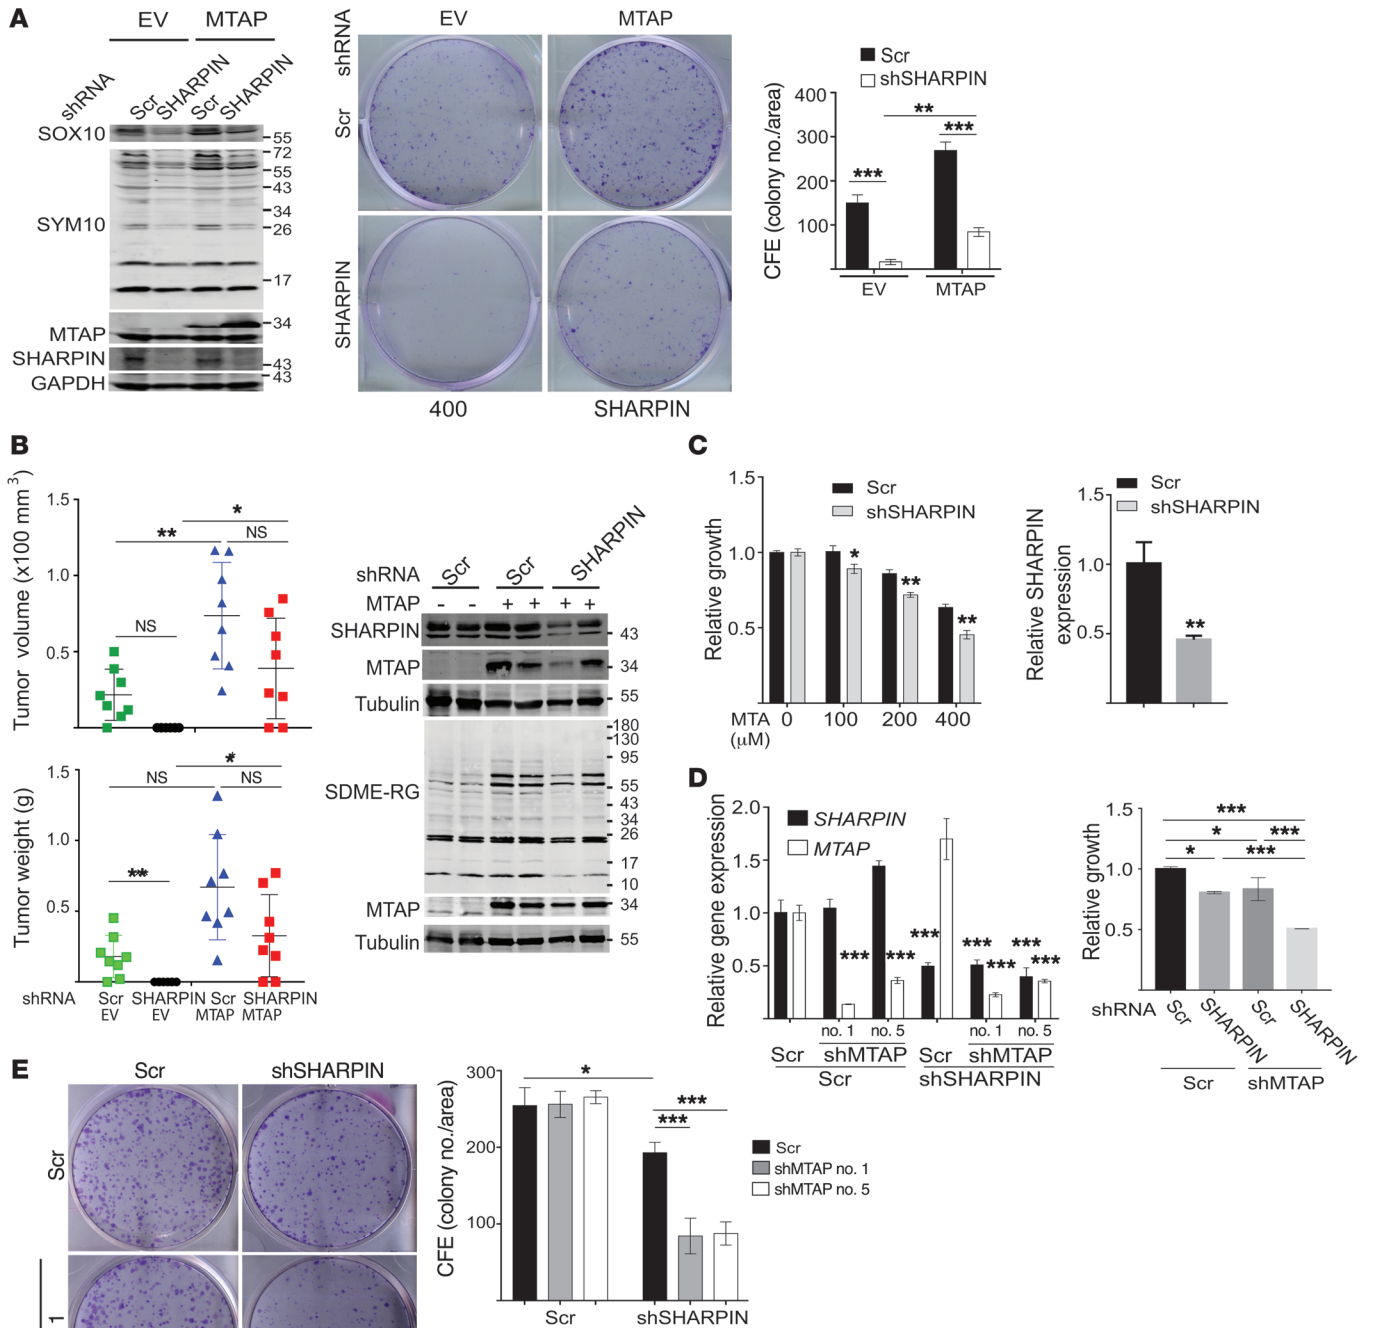 A
EV MTAP
shRNA Scr SHARPIN Scr SHARPIN
SOX10
SYM10
MTAP
SHARPIN
GAPDH
55
72
55
43
34
26
17
34
43
43
EV MTAP
shRNA
Scr
SHARPIN
400 SHARPIN
Scr
shSHARPIN
CFE (colony no./area)
400
300
200
100
**
***
***
EV MTAP
B
Tumor volume (x100 mm3)
1.5
1.0
0.5
*
** NS
NS
Tumor weight (g)
1.5
1.0
0.5
*
NS NS
**
shRNA Scr SHARPIN Scr SHARPIN
EV EV MTAP MTAP
shRNA Scr Scr SHARPIN
MTAP - - + + + +
SHARPIN 43
MTAP 34
Tubulin 55
SDME-RG
180
130
95
55
43
34
26
17
10
MTAP 34
Tubulin 55
C
Relative growth
1.5
1.0
0.5
Scr
shSHARPIN
*
**
**
MTA 0 100 200 400
(μM)
Relative SHARPIN
expression
1.5
1.0
0.5
Scr
shSHARPIN
**
D
Relative gene expression
2.0
1.5
1.0
0.5
SHARPIN
MTAP
*** *** *** *** *** *** ***
no. 1 no. 5 no. 1 no. 5
Scr shMTAP Scr shMTAP
Scr shSHARPIN
Relative growth
1.5
1.0
0.5
***
* ***
* ***
shRNA Scr SHARPIN Scr SHARPIN
Scr shMTAP
E
Scr shSHARPIN
Scr
1
CFE (colony no./area)
300
200
100
*
***
***
Scr
shMTAP no. 1
shMTAP no. 5
Scr shSHARPIN